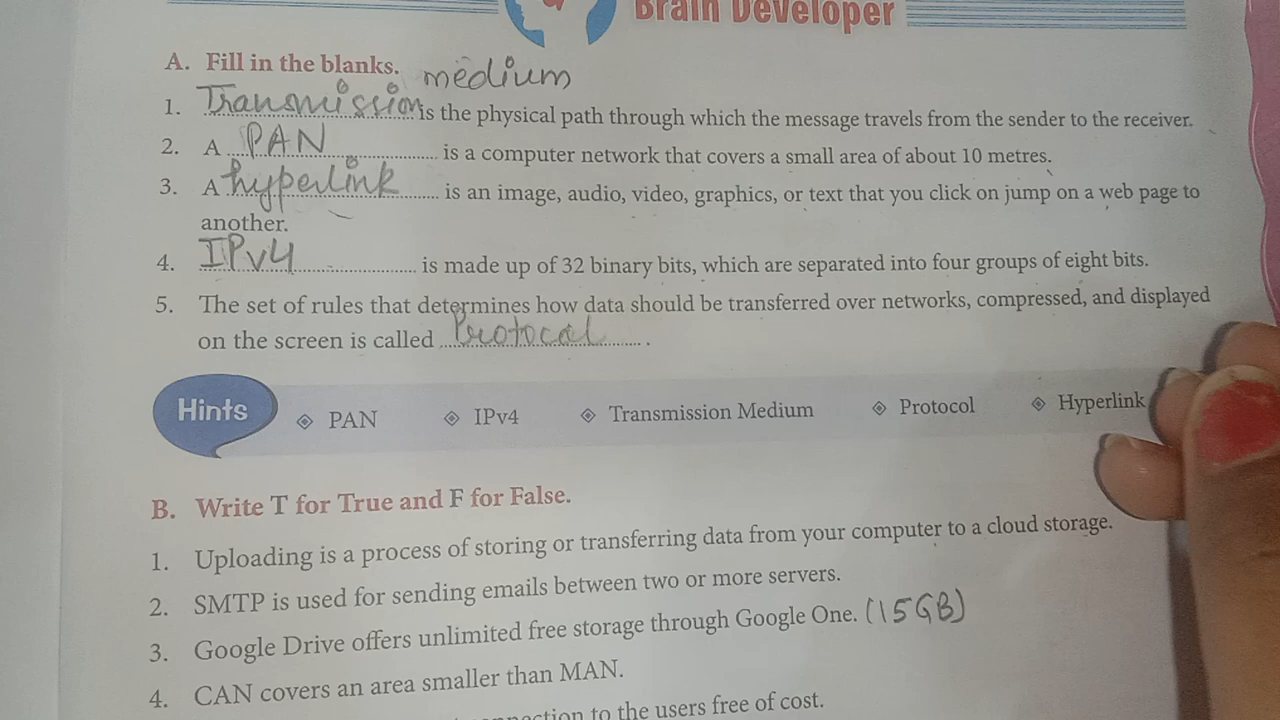 Brain Developer
A. Fill in the blanks.
medium
1. Transmission is the physical path through which the message travels from the sender to the receiver.
2. A PAN is a computer network that covers a small area of about 10 metres.
3. A hyperlink is an image, audio, video, graphics, or text that you click on jump on a web page to
another.
4. IPv4 is made up of 32 binary bits, which are separated into four groups of eight bits.
5. The set of rules that determines how data should be transferred over networks, compressed, and displayed
on the screen is called Protocal.
Hints PAN IPv4 Transmission Medium Protocol Hyperlink
B. Write T for True and F for False.
1. Uploading is a process of storing or transferring data from your computer to a cloud storage.
2. SMTP is used for sending emails between two or more servers.
3. Google Drive offers unlimited free storage through Google One. (15GB)
4. CAN covers an area smaller than MAN.
to the users free of cost.